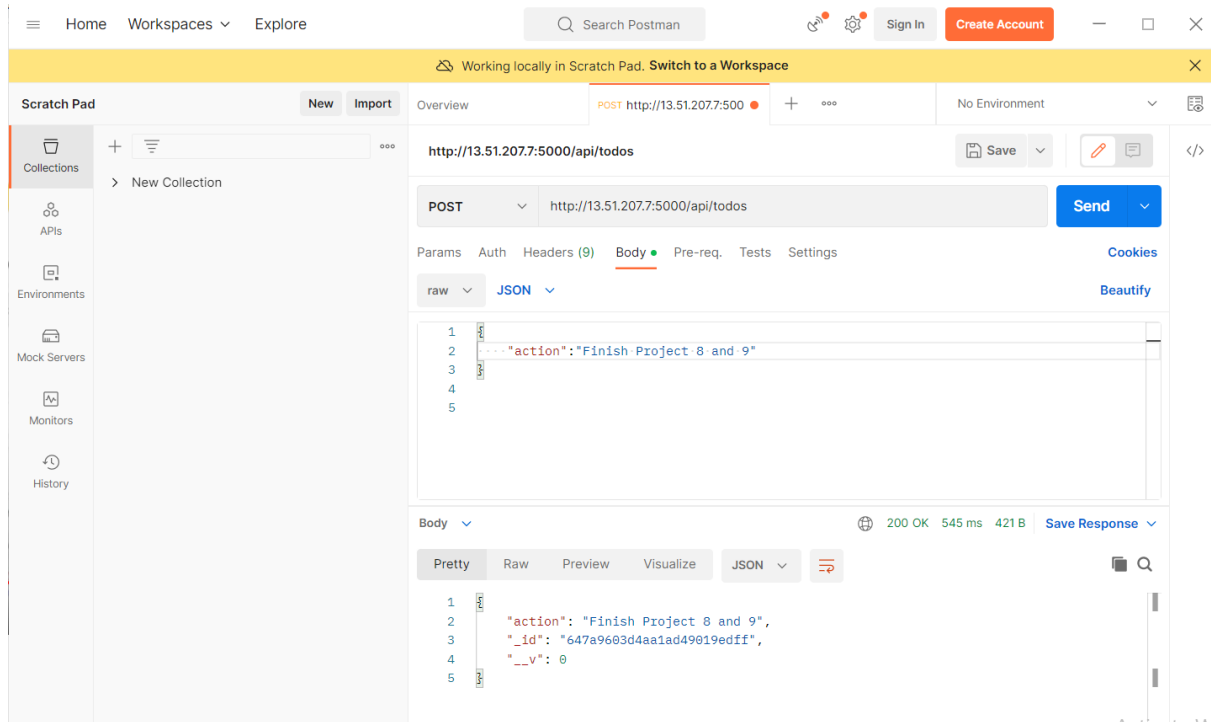 Home Workspaces Explore Search Postman Sign In Create Account
Working locally in Scratch Pad. Switch to a Workspace
Scratch Pad New Import Overview POST http://13.51.207.7:500 No Environment
Collections
New Collection
APIs
Environments
Mock Servers
Monitors
History
http://13.51.207.7:5000/api/todos Save
POST http://13.51.207.7:5000/api/todos Send
Params Auth Headers (9) Body Pre-req. Tests Settings Cookies
raw JSON Beautify
1 {
2 ····"action":"Finish·Project·8·and·9"
3 }
4
5
Body 200 OK 545 ms 421 B Save Response
Pretty Raw Preview Visualize JSON
1 {
2 "action": "Finish Project 8 and 9",
3 "_id": "647a9603d4aa1ad49019edff",
4 "__v": 0
5 }